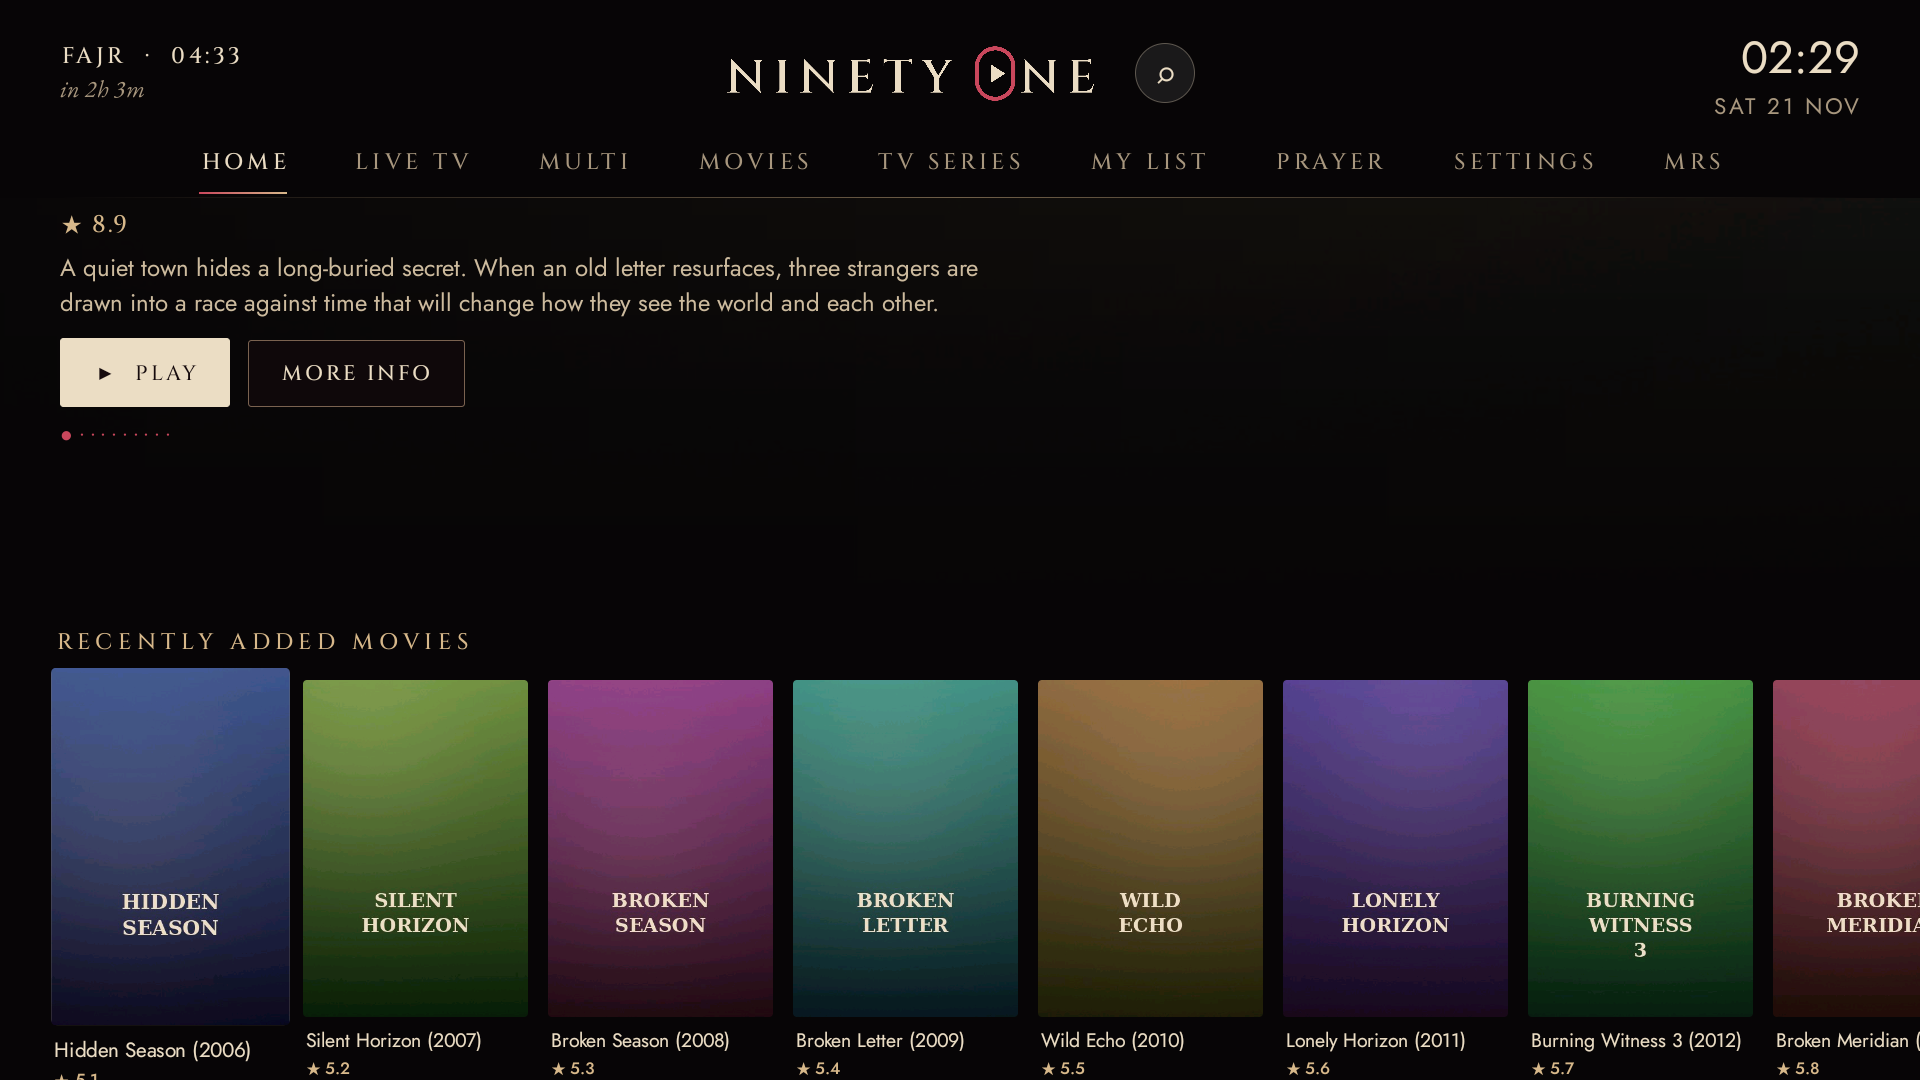 FAJR · 04:33
in 2h 3m
NINETY ONE
02:29
SAT 21 NOV
HOME LIVE TV MULTI MOVIES TV SERIES MY LIST PRAYER SETTINGS MRS
★ 8.9
A quiet town hides a long-buried secret. When an old letter resurfaces, three strangers are
drawn into a race against time that will change how they see the world and each other.
► PLAY
MORE INFO
RECENTLY ADDED MOVIES
HIDDEN
SEASON
SILENT
HORIZON
BROKEN
SEASON
BROKEN
LETTER
WILD
ECHO
LONELY
HORIZON
BURNING
WITNESS
3
Hidden Season (2006)
★ 5.1
Silent Horizon (2007)
★ 5.2
Broken Season (2008)
★ 5.3
Broken Letter (2009)
★ 5.4
Wild Echo (2010)
★ 5.5
Lonely Horizon (2011)
★ 5.6
Burning Witness 3 (2012)
★ 5.7
Broken Meridian (
★ 5.8